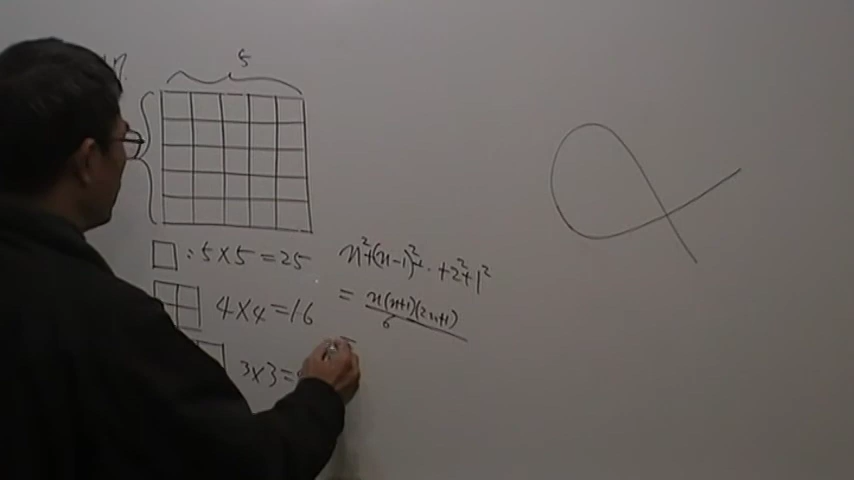 5
: 5×5=25
4×4=16
3×3=
n²+(n-1)²+..+2²+1²
= n(n+1)(2n+1)/6
=